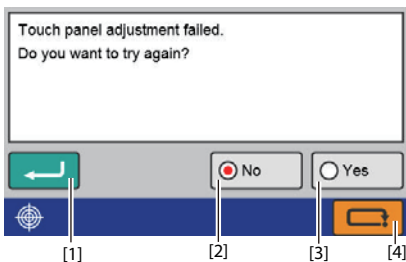 Touch panel adjustment failed.
Do you want to try again?
No Yes
[1] [2] [3] [4]